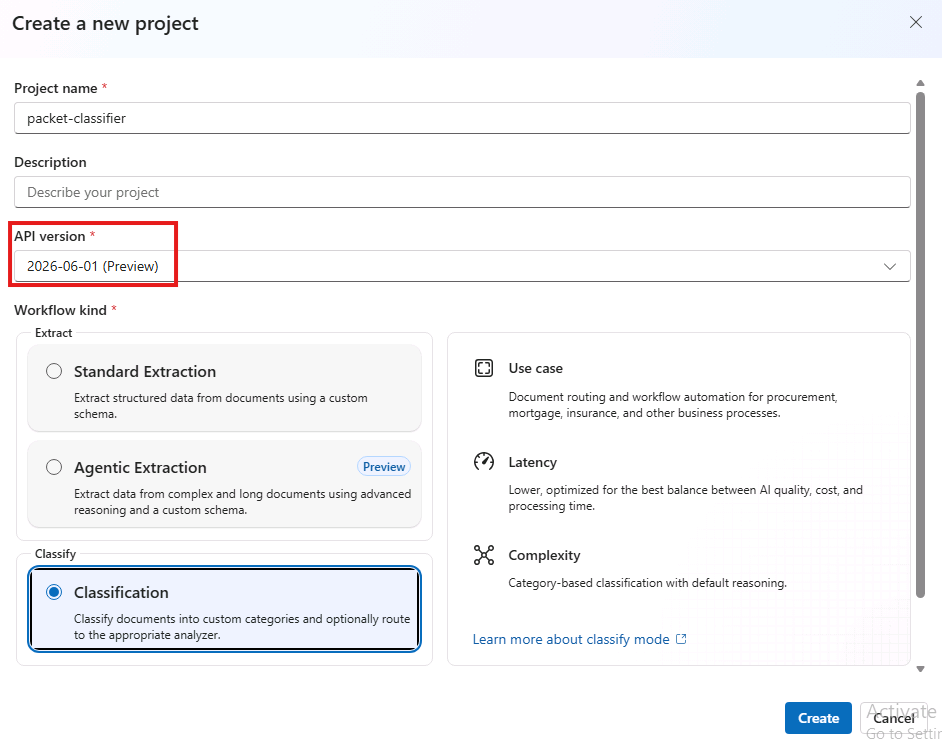 Create a new project
Project name *
packet-classifier
Description
Describe your project
API version *
2026-06-01 (Preview)
Workflow kind *
Extract
Standard Extraction
Extract structured data from documents using a custom
schema.
Agentic Extraction
Preview
Extract data from complex and long documents using advanced
reasoning and a custom schema.
Classify
Classification
Classify documents into custom categories and optionally route
to the appropriate analyzer.
Use case
Document routing and workflow automation for procurement,
mortgage, insurance, and other business processes.
Latency
Lower, optimized for the best balance between AI quality, cost, and
processing time.
Complexity
Category-based classification with default reasoning.
Learn more about classify mode
Create
Cancel
Activate
Go to Settin